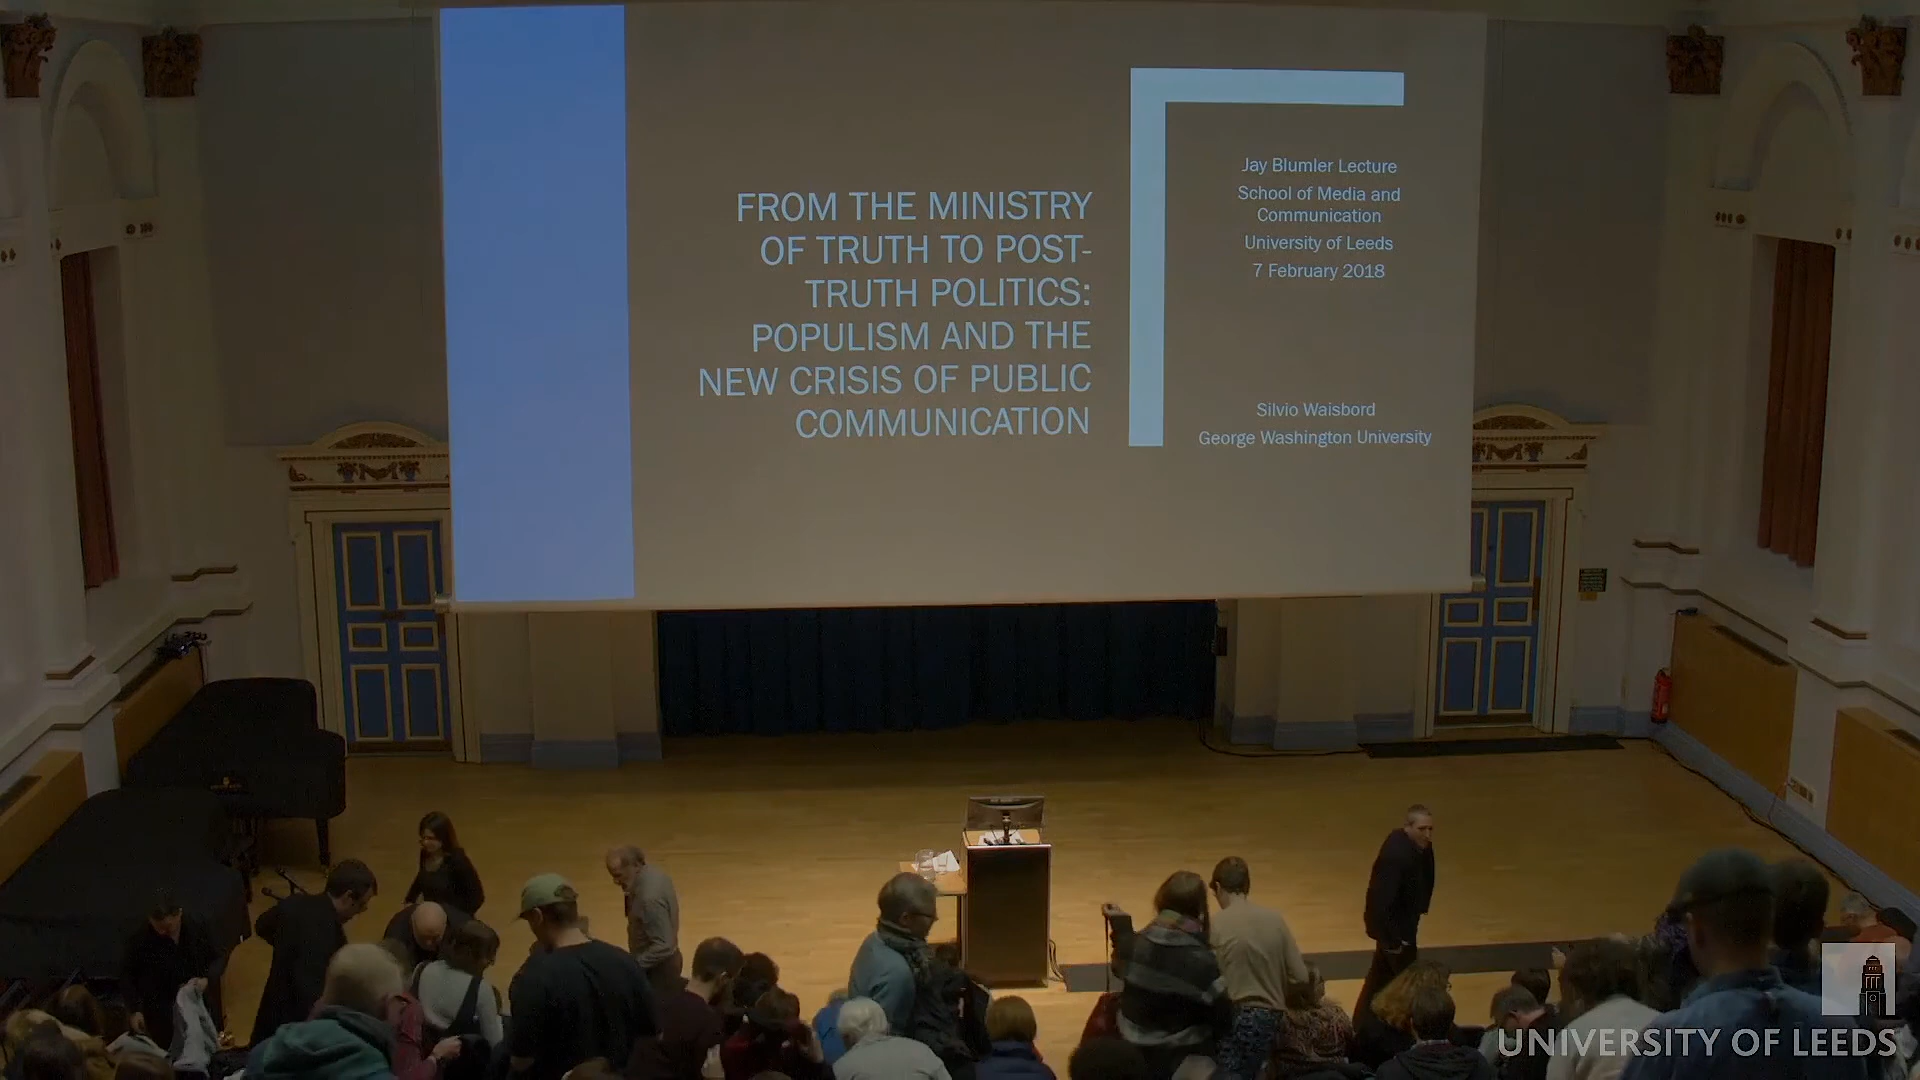 FROM THE MINISTRY
OF TRUTH TO POST-
TRUTH POLITICS:
POPULISM AND THE
NEW CRISIS OF PUBLIC
COMMUNICATION
Jay Blumler Lecture
School of Media and
Communication
University of Leeds
7 February 2018
Silvio Waisbord
George Washington University
UNIVERSITY OF LEEDS